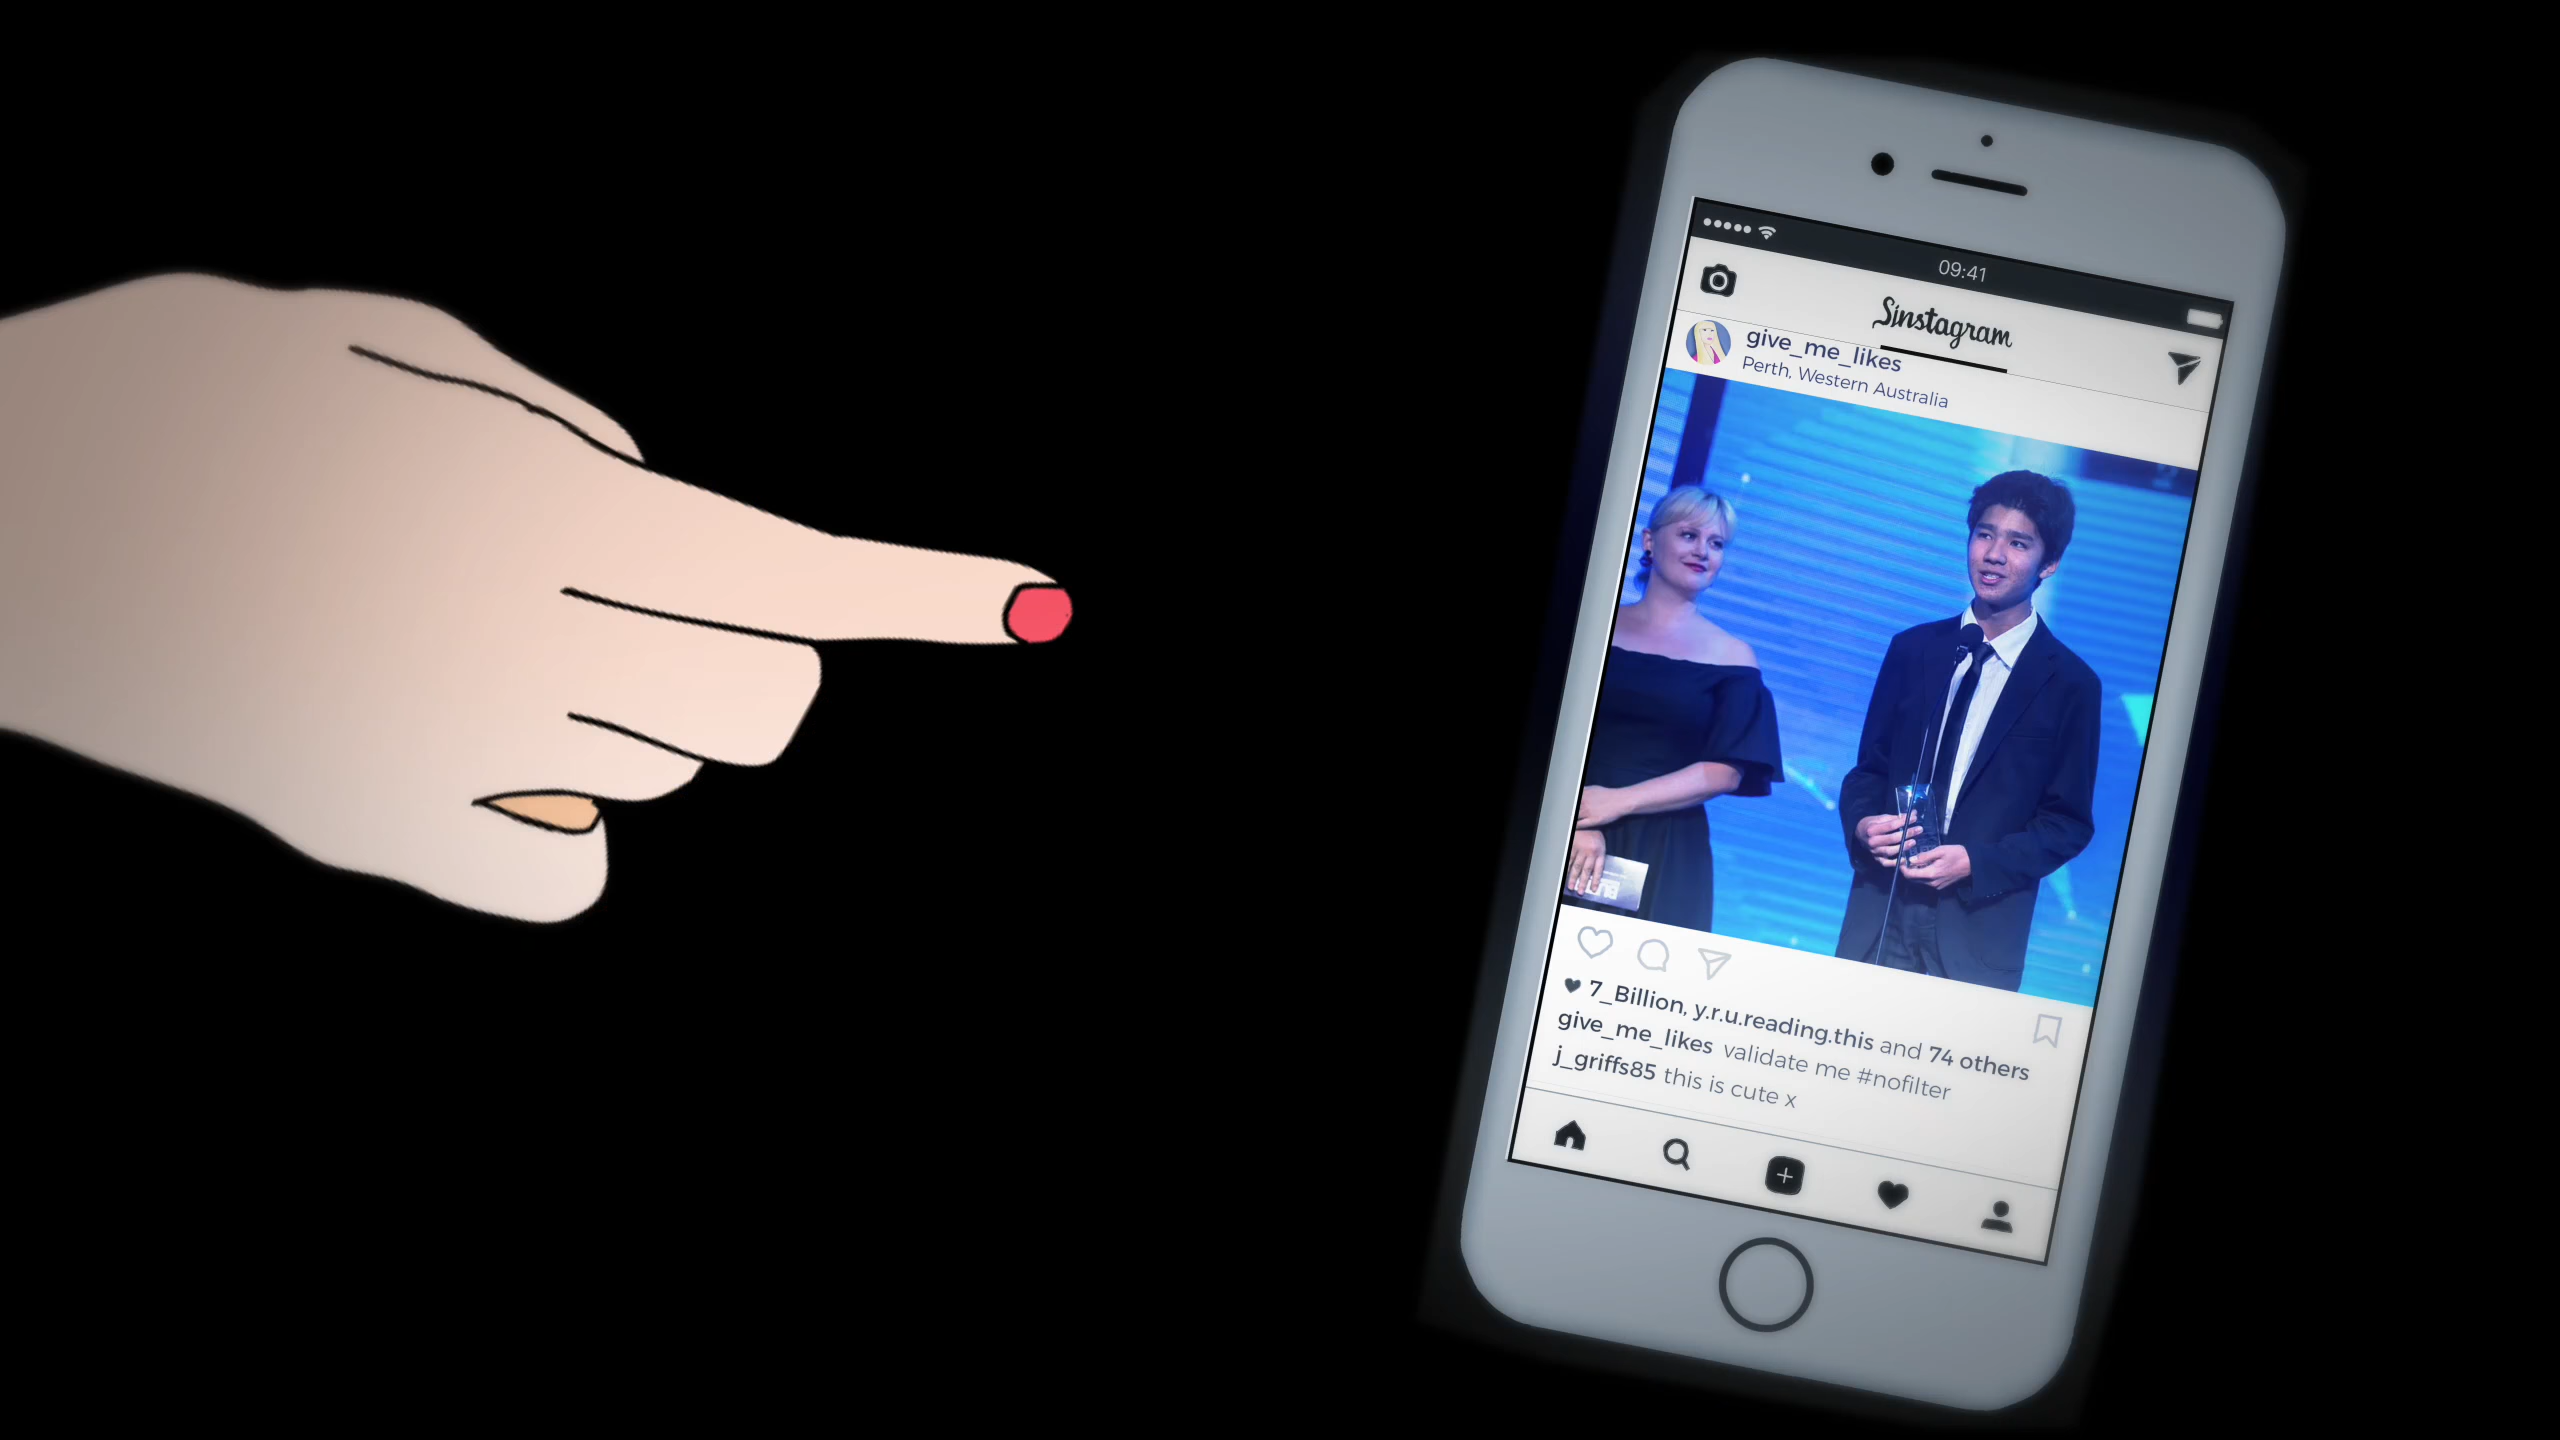 09:41
Sinstagram
give_me_likes
Perth, Western Australia
7_Billion, y.r.u.reading.this and 74 others
give_me_likes validate me #nofilter
j_griffs85 this is cute x